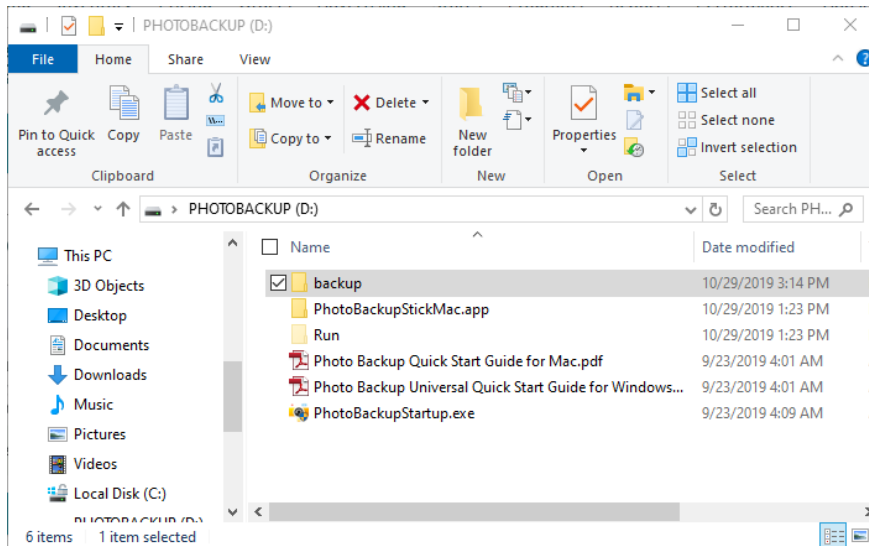 PHOTOBACKUP (D:)
File Home Share View
Pin to Quick access
Copy
Paste
Clipboard
Move to
Copy to
Delete
Rename
Organize
New folder
New
Properties
Open
Select all
Select none
Invert selection
Select
PHOTOBACKUP (D:)
Search PH...
This PC
3D Objects
Desktop
Documents
Downloads
Music
Pictures
Videos
Local Disk (C:)
PHOTOBACKUP (D:)
Name Date modified
backup 10/29/2019 3:14 PM
PhotoBackupStickMac.app 10/29/2019 1:23 PM
Run 10/29/2019 1:23 PM
Photo Backup Quick Start Guide for Mac.pdf 9/23/2019 4:01 AM
Photo Backup Universal Quick Start Guide for Windows... 9/23/2019 4:01 AM
PhotoBackupStartup.exe 9/23/2019 4:09 AM
6 items 1 item selected